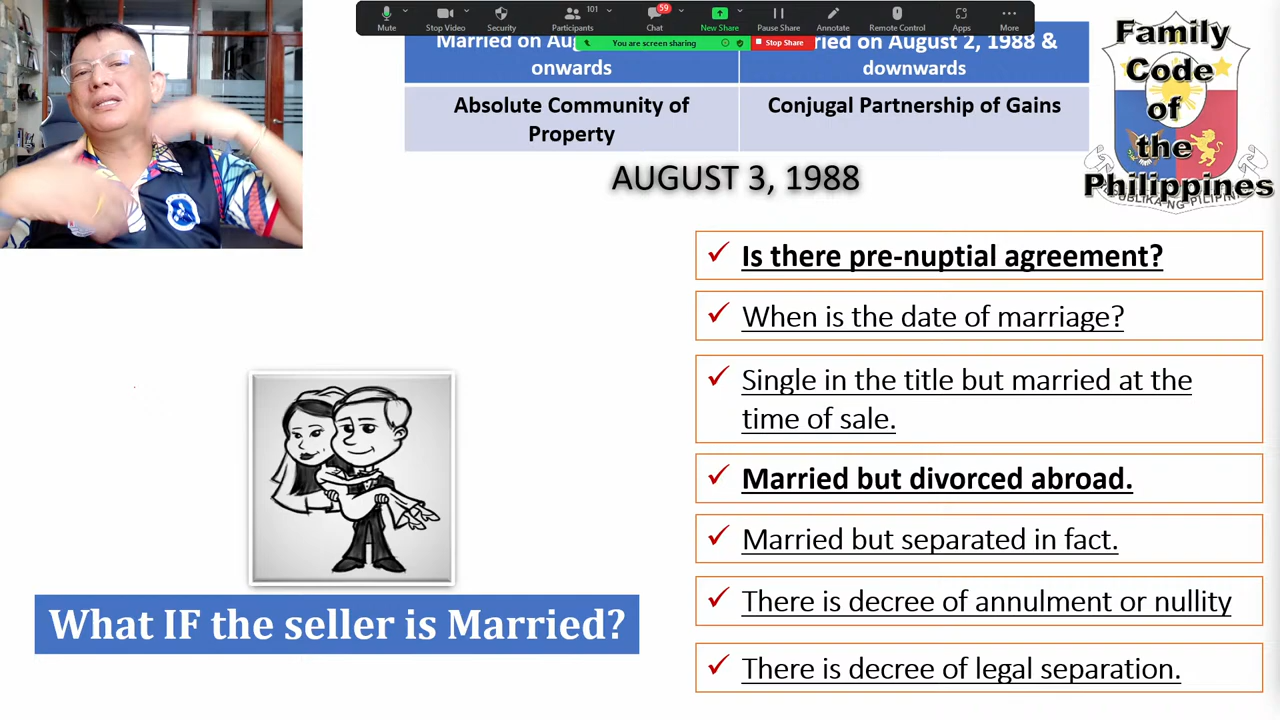 Mute
Stop Video
Security
Participants
101
Chat
59
New Share
Pause Share
Annotate
Remote Control
Apps
More
You are screen sharing
Stop Share
Married on Aug
onwards
ried on August 2, 1988 &
downwards
Absolute Community of
Property
Conjugal Partnership of Gains
AUGUST 3, 1988
Family
Code
of
the
Philippines
What IF the seller is Married?
Is there pre-nuptial agreement?
When is the date of marriage?
Single in the title but married at the
time of sale.
Married but divorced abroad.
Married but separated in fact.
There is decree of annulment or nullity
There is decree of legal separation.